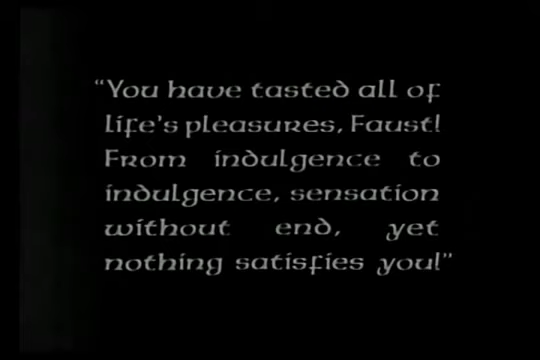 “You have tasted all of
life's pleasures, Faust!
From indulgence to
indulgence, sensation
without end, yet
nothing satisfies you!”